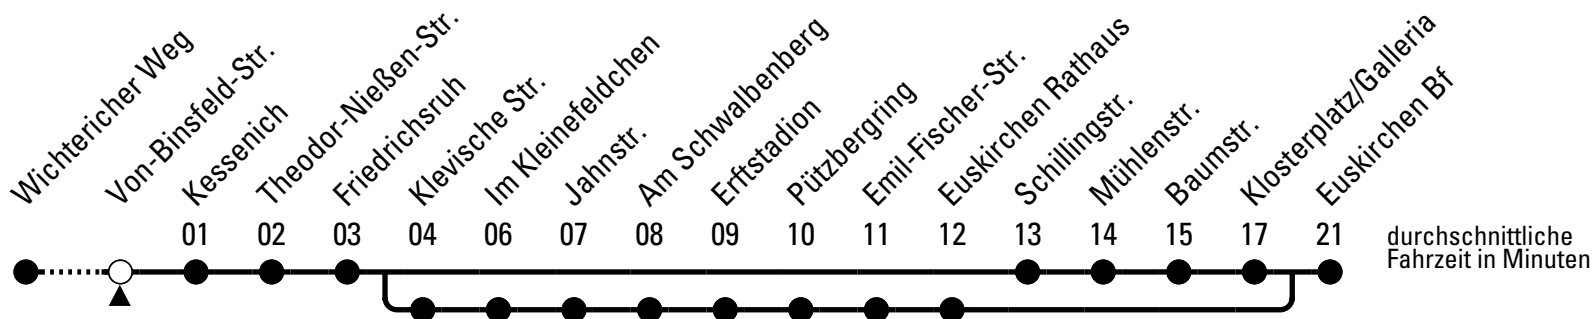 Wichtericher Weg
Von-Binsfeld-Str.
Kessenich
Theodor-Nießen-Str.
Friedrichsruh
Klevische Str.
Im Kleinefeldchen
Jahnstr.
Am Schwalbenberg
Erftstadion
Pützbergring
Emil-Fischer-Str.
Euskirchen Rathaus
Schillingstr.
Mühlenstr.
Baumstr.
Klosterplatz/Galleria
Euskirchen Bf
01 02 03 04 06 07 08 09 10 11 12 13 14 15 17 21
durchschnittliche
Fahrzeit in Minuten